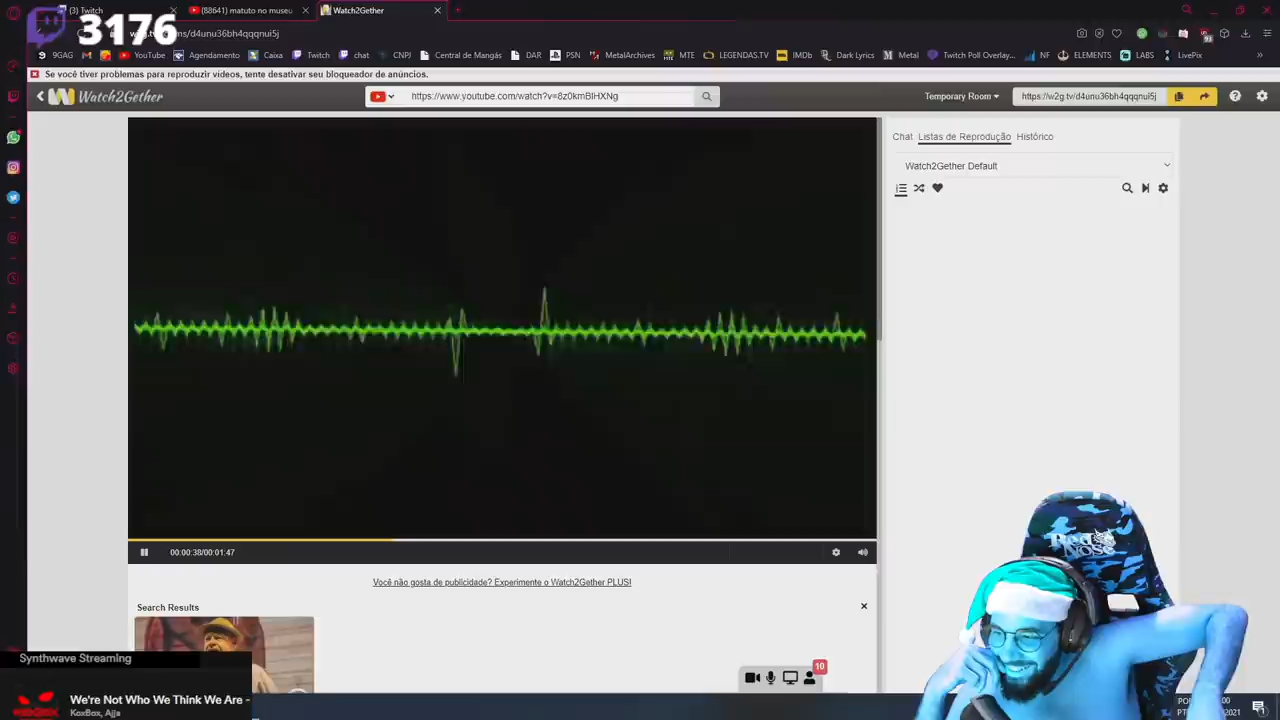 3176
(3) Twitch
(88641) matuto no museu
Watch2Gether
/d4unu36bh4qqqnui5j
9GAG
YouTube
Agendamento
Caixa
Twitch
chat
CNPJ
Central de Mangás
DAR
PSN
MetalArchives
MTE
LEGENDAS.TV
IMDb
Dark Lyrics
Twitch Poll Overlay...
NF
ELEMENTS
LABS
LivePix
Se você tiver problemas para reproduzir vídeos, tente desativar seu bloqueador de anúncios.
Watch2Gether
https://www.youtube.com/watch?v=8z0kmBIHXNg
Temporary Room
https://w2g.tv/d4unu36bh4qqqnui5j
Chat
Listas de Reprodução
Histórico
Watch2Gether Default
00:00:38/00:01:47
Você não gosta de publicidade? Experimente o Watch2Gether PLUS!
Search Results
10
Synthwave Streaming
We're Not Who We Think We Are -
KoxBox, Ajja